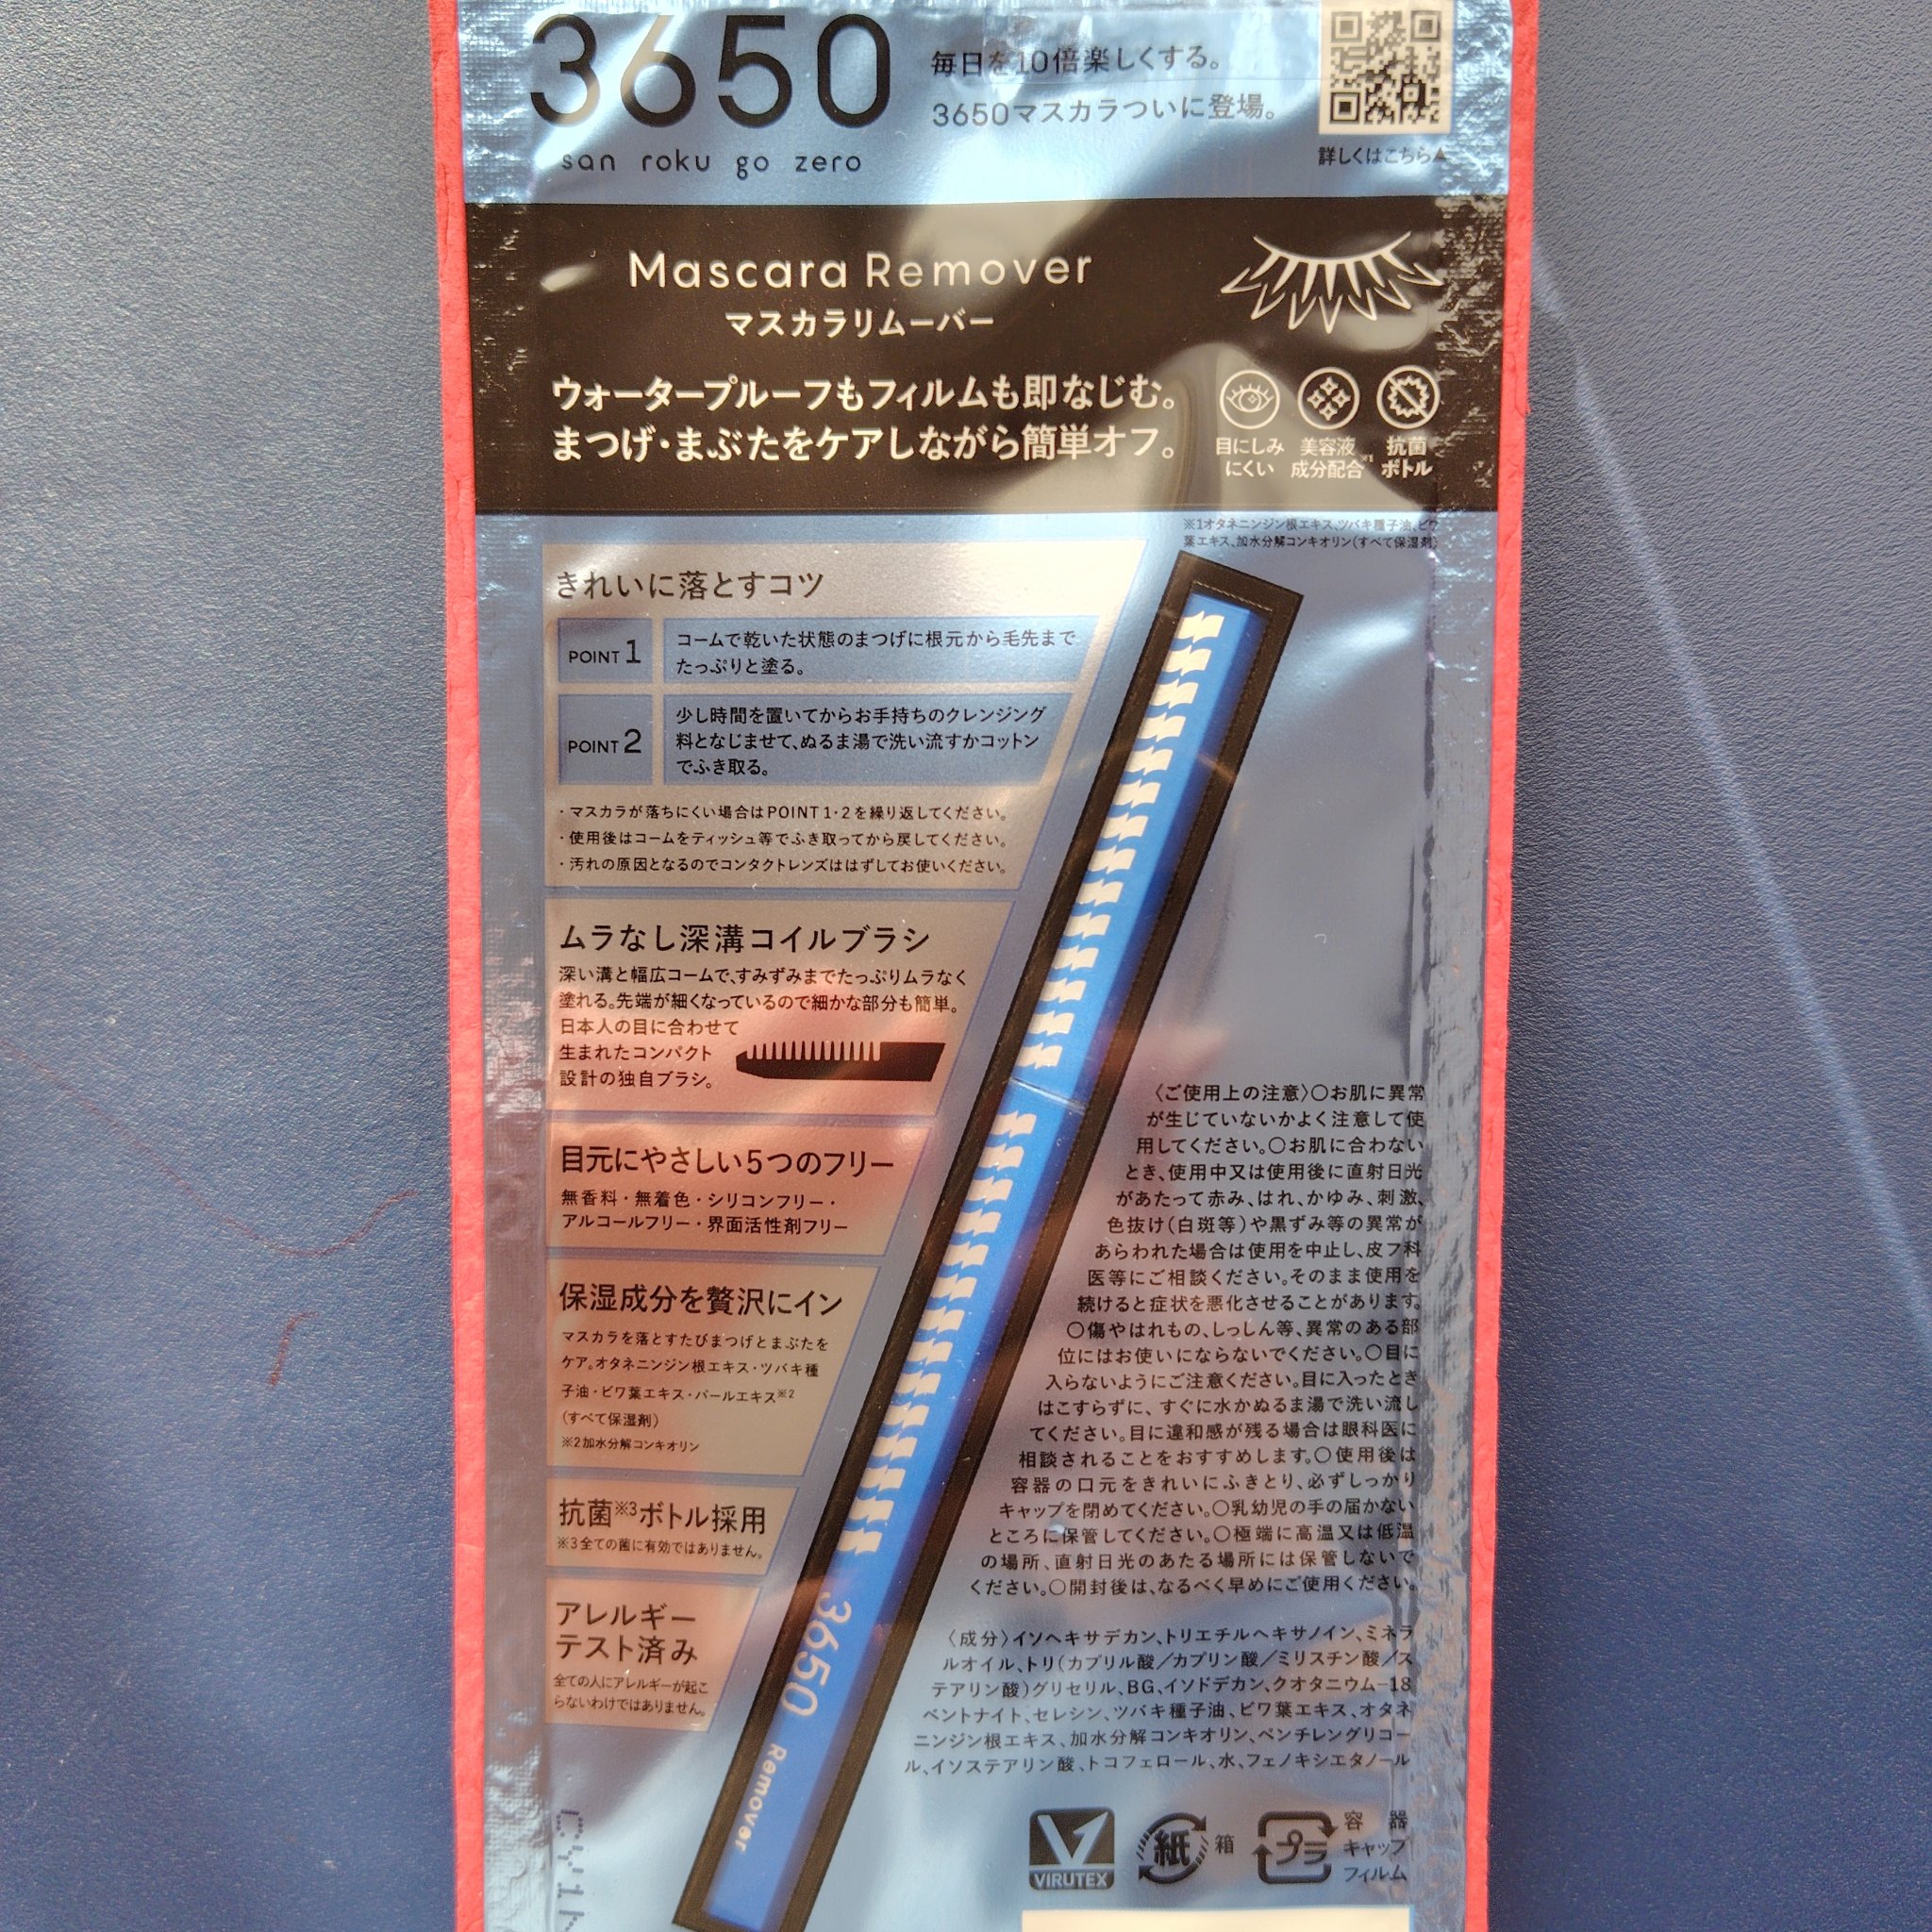 3650
san roku go zero
毎日を10倍楽しくする。
3650マスカラついに登場。
詳しくはこちら▲
Mascara Remover
マスカラリムーバー
ウォータープルーフもフィルムも即なじむ。
まつげ・まぶたをケアしながら簡単オフ。
目にしみ
にくい
美容液
成分配合※1
抗菌
ボトル
※1オタネニンジン根エキス、ツバキ種子油、ビワ
葉エキス、加水分解コンキオリン(すべて保湿剤)
きれいに落とすコツ
POINT 1
コームで乾いた状態のまつげに根元から毛先まで
たっぷりと塗る。
POINT 2
少し時間を置いてからお手持ちのクレンジング
料となじませて、ぬるま湯で洗い流すかコットン
でふき取る。
・マスカラが落ちにくい場合はPOINT 1・2を繰り返してください。
・使用後はコームをティッシュ等でふき取ってから戻してください。
・汚れの原因となるのでコンタクトレンズははずしてお使いください。
ムラなし深溝コイルブラシ
深い溝と幅広コームで、すみずみまでたっぷりムラなく
塗れる。先端が細くなっているので細かな部分も簡単。
日本人の目に合わせて
生まれたコンパクト
設計の独自ブラシ。
目元にやさしい5つのフリー
無香料・無着色・シリコンフリー・
アルコールフリー・界面活性剤フリー
保湿成分を贅沢にイン
マスカラを落とすたびまつげとまぶたを
ケア。オタネニンジン根エキス・ツバキ種
子油・ビワ葉エキス・パールエキス※2
(すべて保湿剤)
※2加水分解コンキオリン
抗菌※3ボトル採用
※3全ての菌に有効ではありません。
アレルギー
テスト済み
全ての人にアレルギーが起こ
らないわけではありません。
3650 Remover
〈ご使用上の注意〉○お肌に異常
が生じていないかよく注意して使
用してください。○お肌に合わない
とき、使用中又は使用後に直射日光
があたって赤み、はれ、かゆみ、刺激、
色抜け(白斑等)や黒ずみ等の異常が
あらわれた場合は使用を中止し、皮フ科
医等にご相談ください。そのまま使用を
続けると症状を悪化させることがあります。
○傷やはれもの、しっしん等、異常のある部
位にはお使いにならないでください。○目に
入らないようにご注意ください。目に入ったとき
はこすらずに、すぐに水かぬるま湯で洗い流し
てください。目に違和感が残る場合は眼科医に
相談されることをおすすめします。○使用後は
容器の口元をきれいにふきとり、必ずしっかり
キャップを閉めてください。○乳幼児の手の届かない
ところに保管してください。○極端に高温又は低温
の場所、直射日光のあたる場所には保管しないで
ください。○開封後は、なるべく早めにご使用ください。
〈成分〉イソヘキサデカン、トリエチルヘキサノイン、ミネラ
ルオイル、トリ(カプリル酸/カプリン酸/ミリスチン酸/ス
テアリン酸)グリセリル、BG、イソドデカン、クオタニウム-18
ベントナイト、セレシン、ツバキ種子油、ビワ葉エキス、オタネ
ニンジン根エキス、加水分解コンキオリン、ペンチレングリコー
ル、イソステアリン酸、トコフェロール、水、フェノキシエタノール
VIRUTEX
紙
箱
プラ
容器
キャップ
フィルム